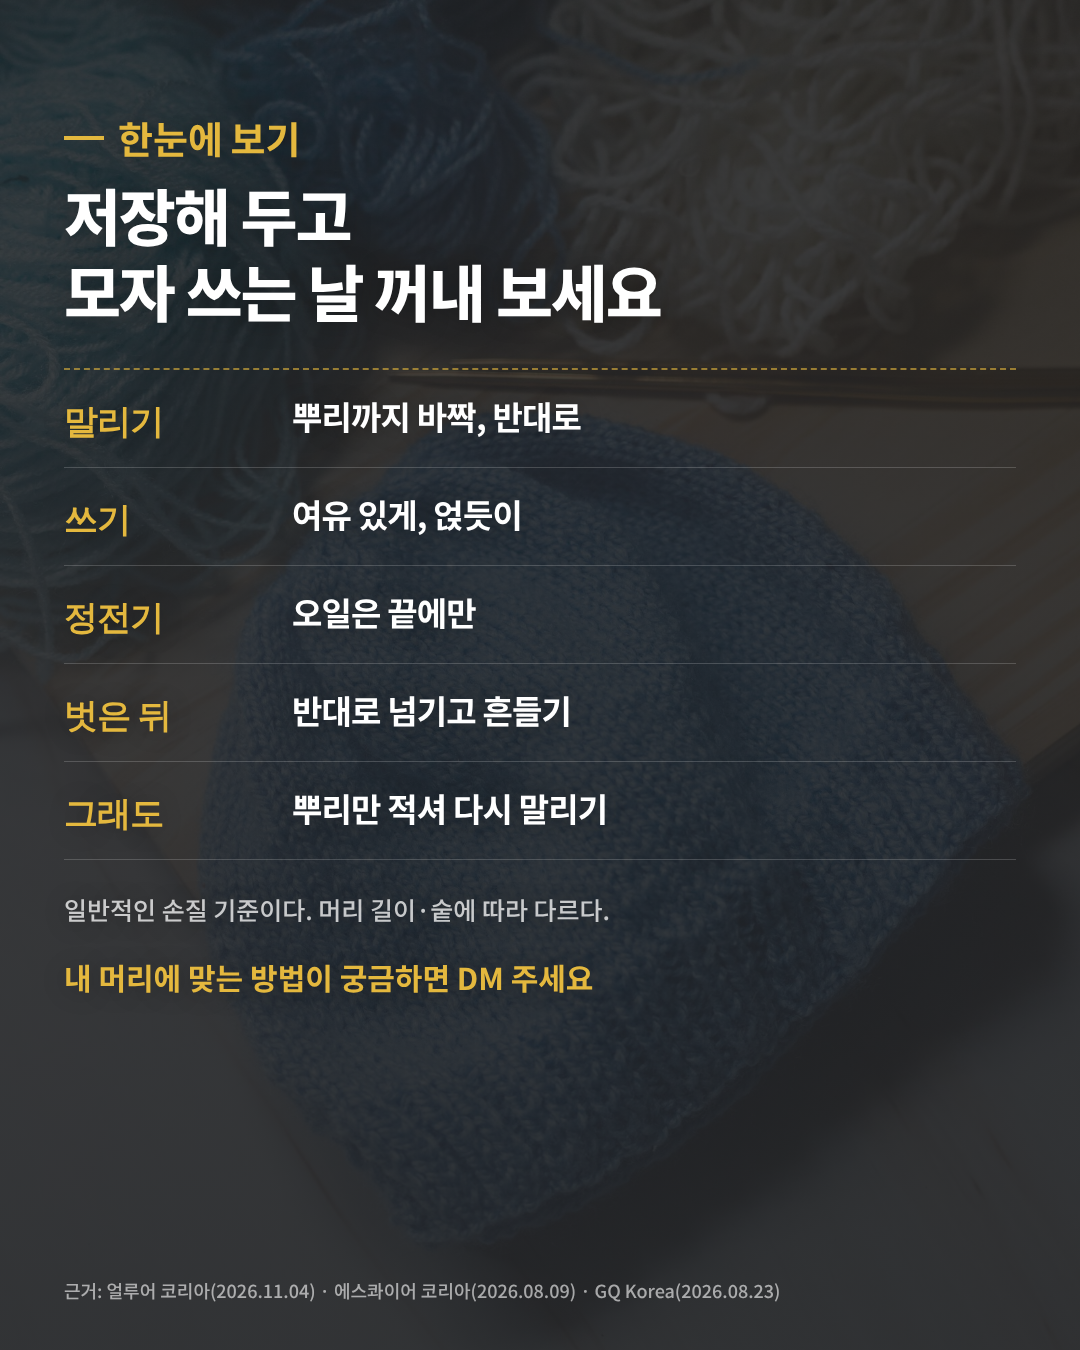 한눈에 보기
저장해 두고
모자 쓰는 날 꺼내 보세요
말리기 뿌리까지 바짝, 반대로
쓰기 여유 있게, 얹듯이
정전기 오일은 끝에만
벗은 뒤 반대로 넘기고 흔들기
그래도 뿌리만 적셔 다시 말리기
일반적인 손질 기준이다. 머리 길이·숱에 따라 다르다.
내 머리에 맞는 방법이 궁금하면 DM 주세요
근거: 얼루어 코리아(2026.11.04) · 에스콰이어 코리아(2026.08.09) · GQ Korea(2026.08.23)